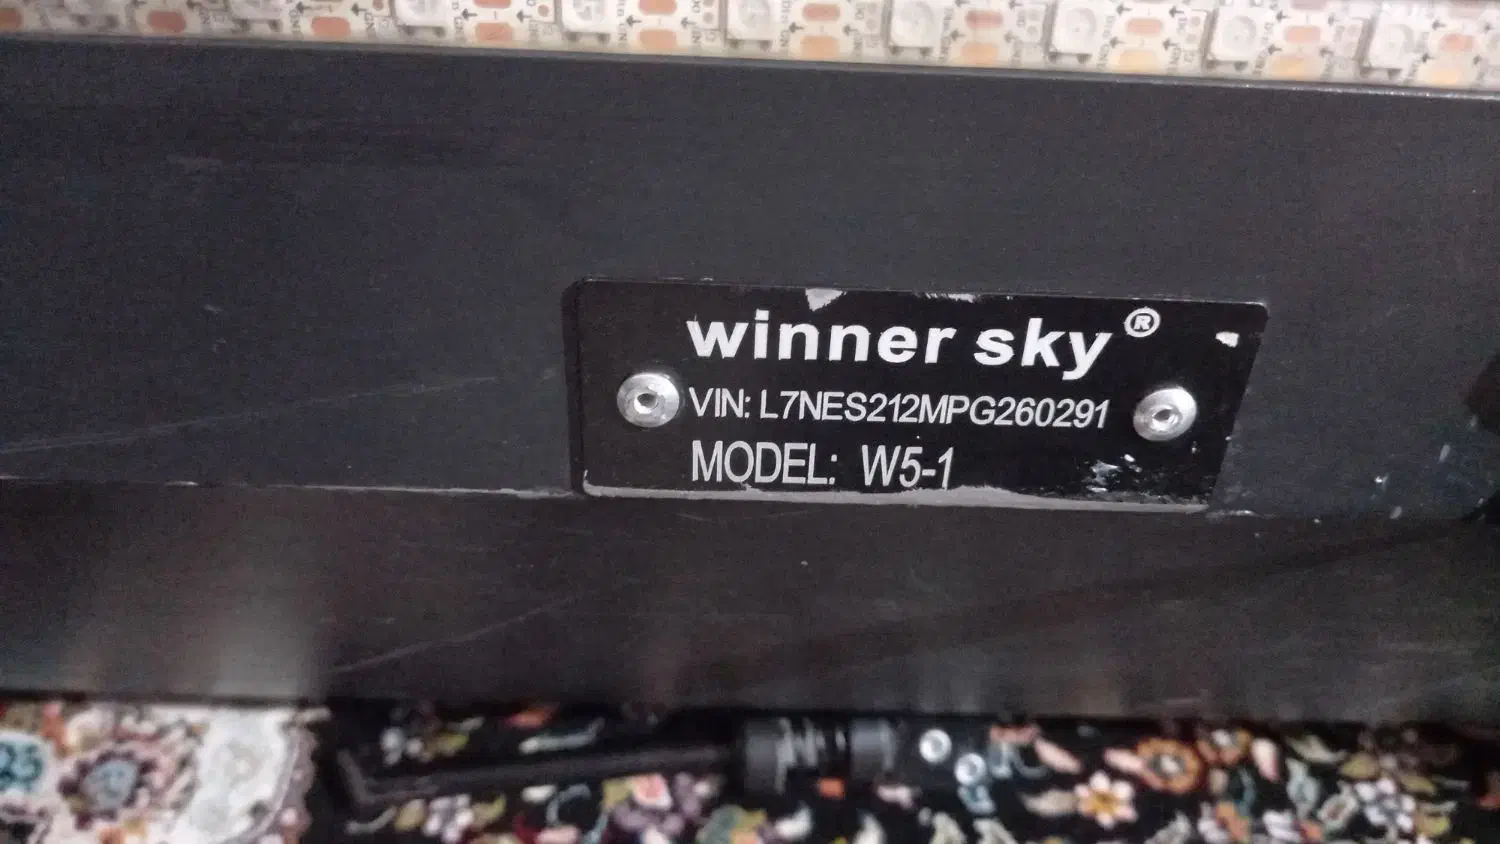 winner sky®
VIN: L7NES212MPG260291
MODEL: W5-1